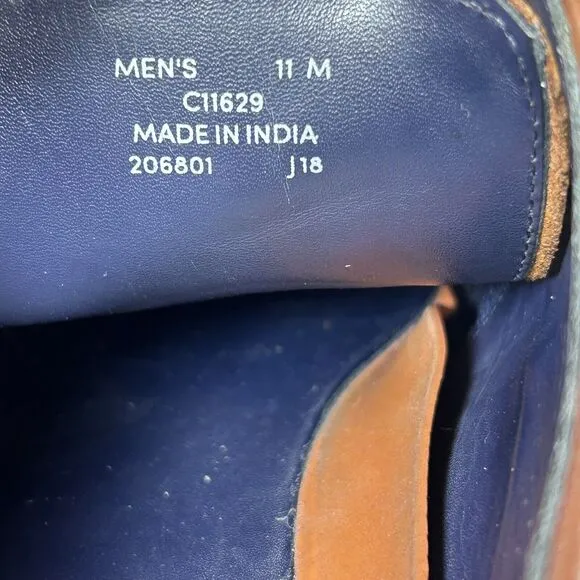 MEN'S 11 M
C11629
MADE IN INDIA
206801 J18